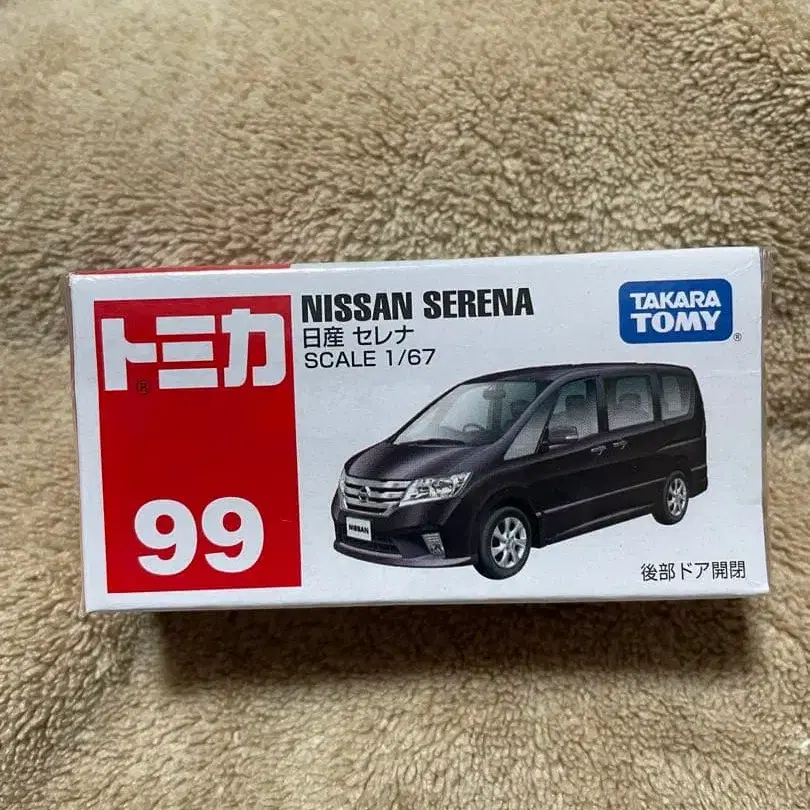 トミカ
®
99
NISSAN SERENA
日産 セレナ
SCALE 1/67
TAKARA
TOMY
®
NISSAN
後部ドア開閉